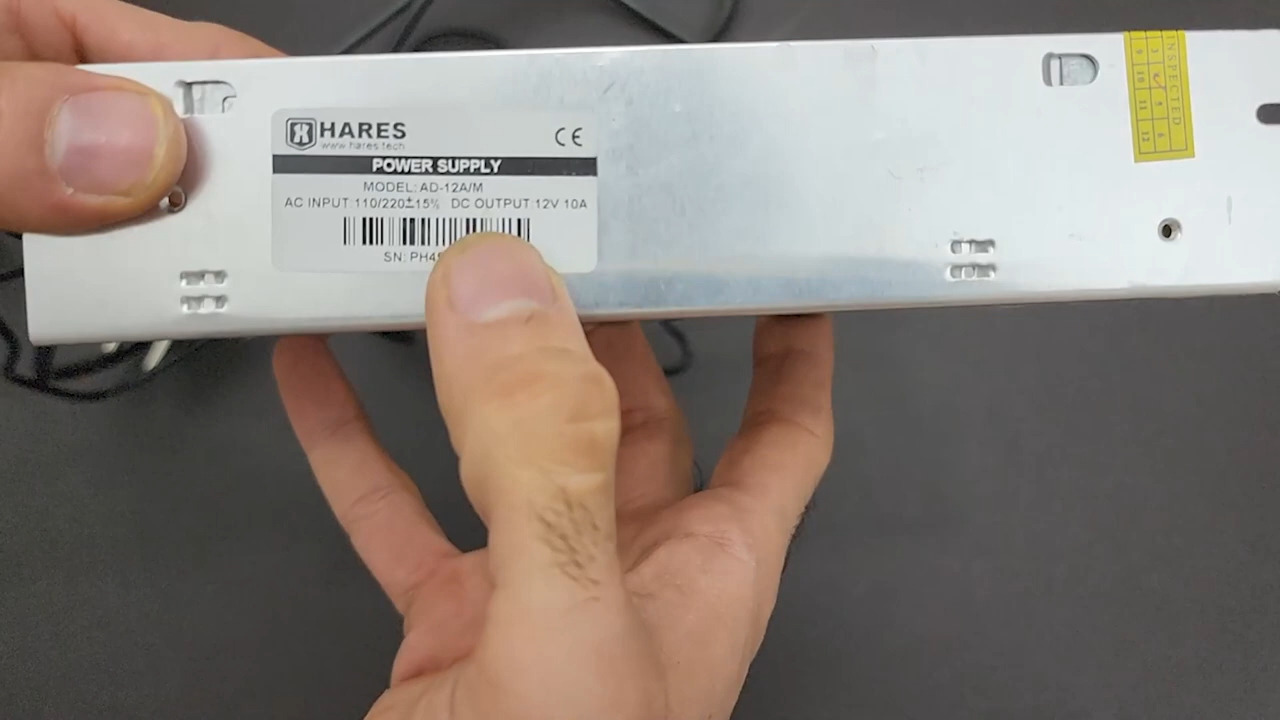 HARES
www.hares.tech
CE
POWER SUPPLY
MODEL: AD-12A/M
AC INPUT:110/220±15% DC OUTPUT:12V 10A
SN:
INSPECTED